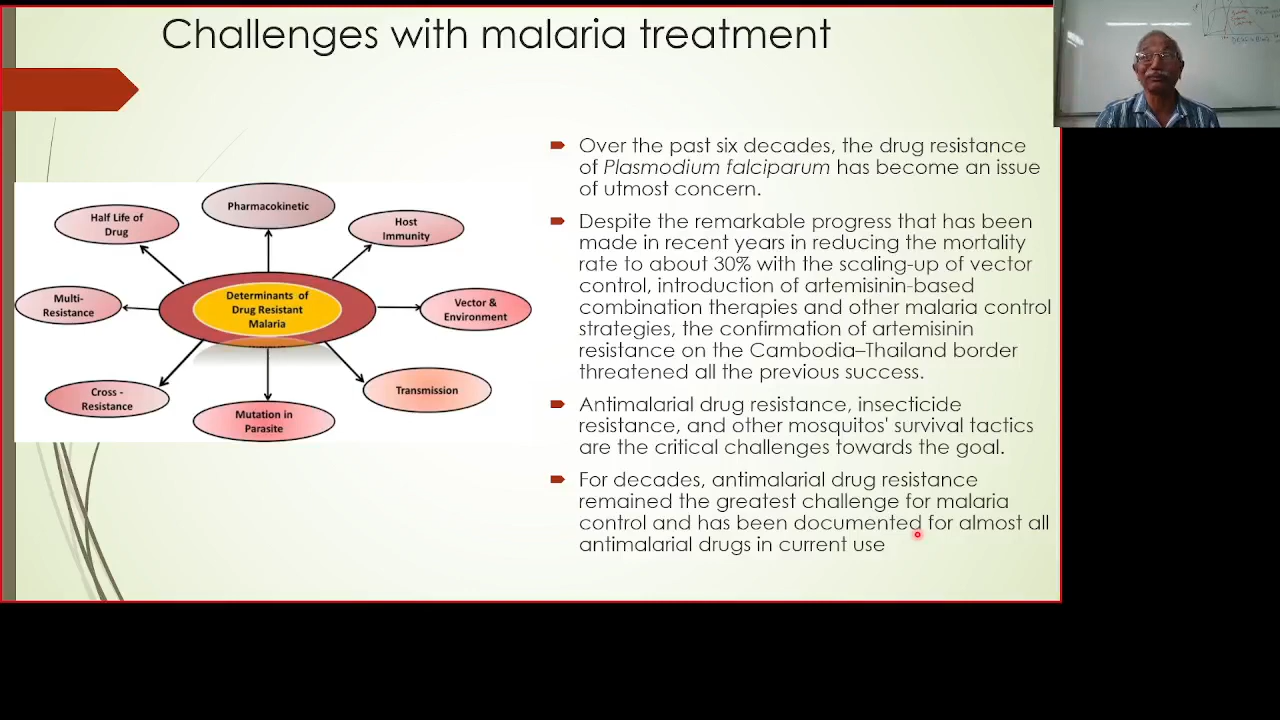 Challenges with malaria treatment
Pharmacokinetic
Half Life of
Drug
Host
Immunity
Multi-
Resistance
Determinants of
Drug Resistant
Malaria
Vector &
Environment
Cross -
Resistance
Transmission
Mutation in
Parasite
Over the past six decades, the drug resistance
of Plasmodium falciparum has become an issue
of utmost concern.
Despite the remarkable progress that has been
made in recent years in reducing the mortality
rate to about 30% with the scaling-up of vector
control, introduction of artemisinin-based
combination therapies and other malaria control
strategies, the confirmation of artemisinin
resistance on the Cambodia–Thailand border
threatened all the previous success.
Antimalarial drug resistance, insecticide
resistance, and other mosquitos' survival tactics
are the critical challenges towards the goal.
For decades, antimalarial drug resistance
remained the greatest challenge for malaria
control and has been documented for almost all
antimalarial drugs in current use